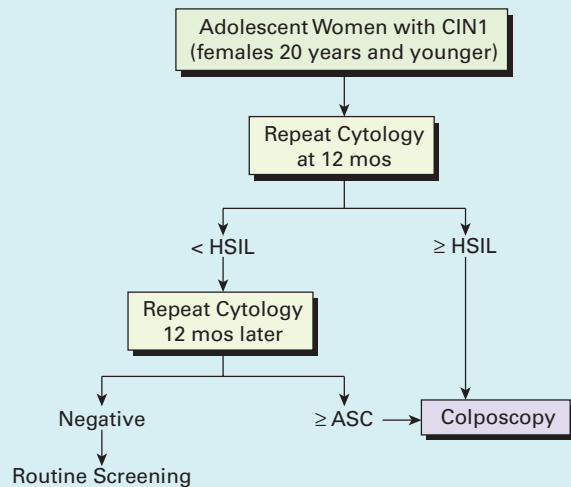 Adolescent Women with CIN1
(females 20 years and younger)
Repeat Cytology
at 12 mos
< HSIL
≥ HSIL
Repeat Cytology
12 mos later
Negative
≥ ASC
Colposcopy
Routine Screening